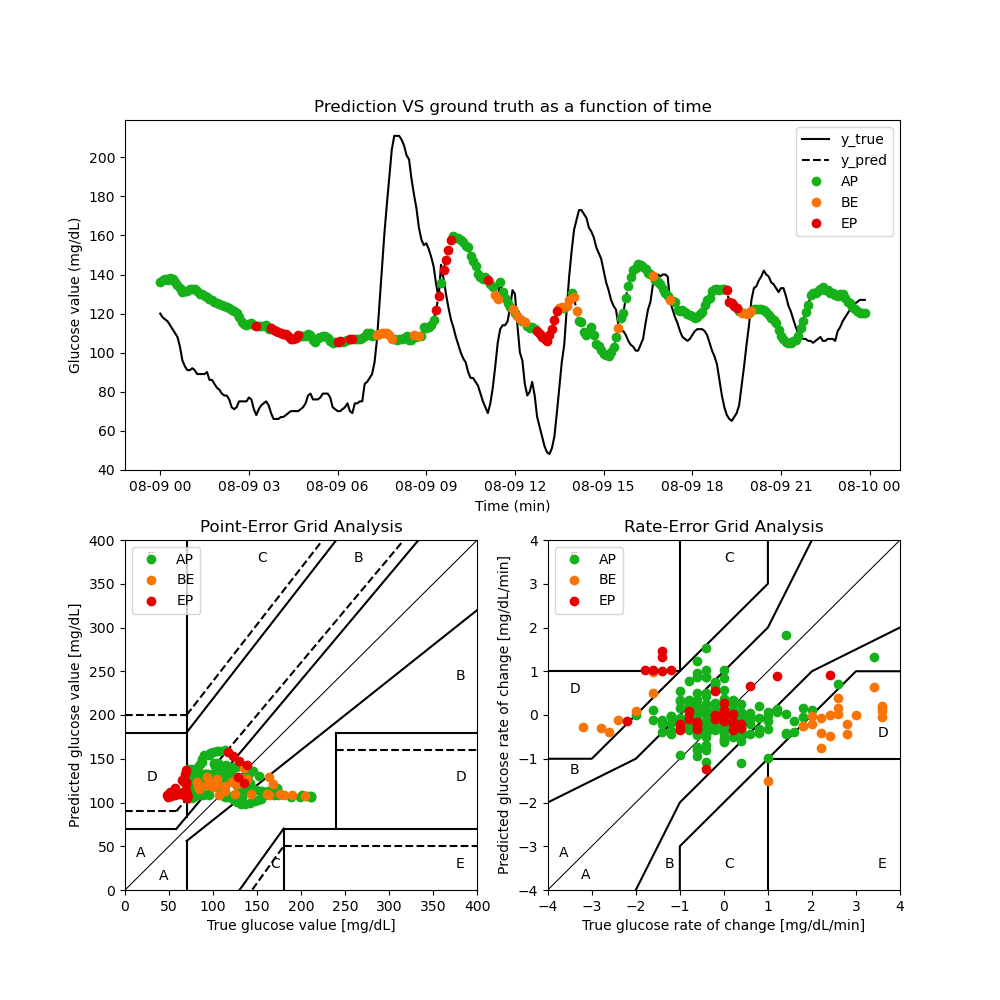 Prediction VS ground truth as a function of time
Glucose value (mg/dL)
200
180
160
140
120
100
80
60
40
y_true
y_pred
AP
BE
EP
08-09 00 08-09 03 08-09 06 08-09 09 08-09 12 08-09 15 08-09 18 08-09 21 08-10 00
Time (min)
Point-Error Grid Analysis
Predicted glucose value [mg/dL]
400
350
300
250
200
150
100
50
0
AP
BE
EP
C
B
B
D
D
A
A
C
E
0 50 100 150 200 250 300 350 400
True glucose value [mg/dL]
Rate-Error Grid Analysis
Predicted glucose rate of change [mg/dL/min]
4
3
2
1
0
−1
−2
−3
−4
AP
BE
EP
C
D
D
B
A
A
B
C
E
−4 −3 −2 −1 0 1 2 3 4
True glucose rate of change [mg/dL/min]